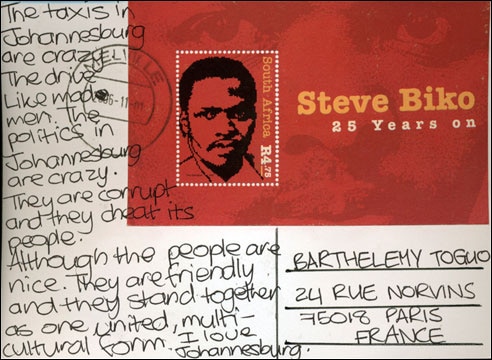 The taxis in
Johannesburg
are crazy.
The drive
like made
men. The
politics in
Johannesburg
are crazy.
They are corrupt
and they cheat its
people.
Although the people are
nice. They are friendly
and they stand together
as one united, multi-
cultural form. I love
Johannesburg.
MELVILLE
South Africa
R4.75
Steve Biko
25 Years on
BARTHELEMY TOGUO
24 RUE NORVINS
75018 PARIS
FRANCE